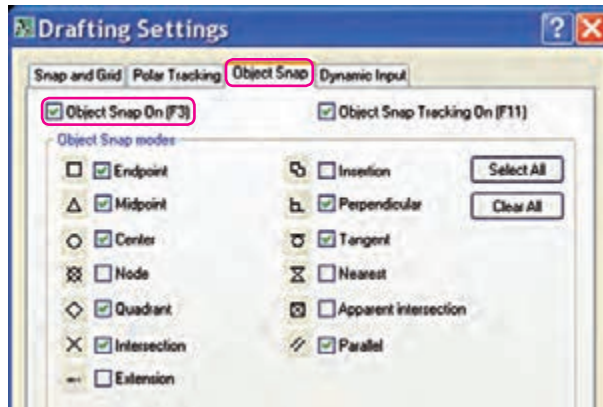 Drafting Settings
Snap and Grid Polar Tracking Object Snap Dynamic Input
Object Snap On (F3) Object Snap Tracking On (F11)
Object Snap modes
Endpoint Insertion Select All
Midpoint Perpendicular Clear All
Center Tangent
Node Nearest
Quadrant Apparent intersection
Intersection Parallel
Extension